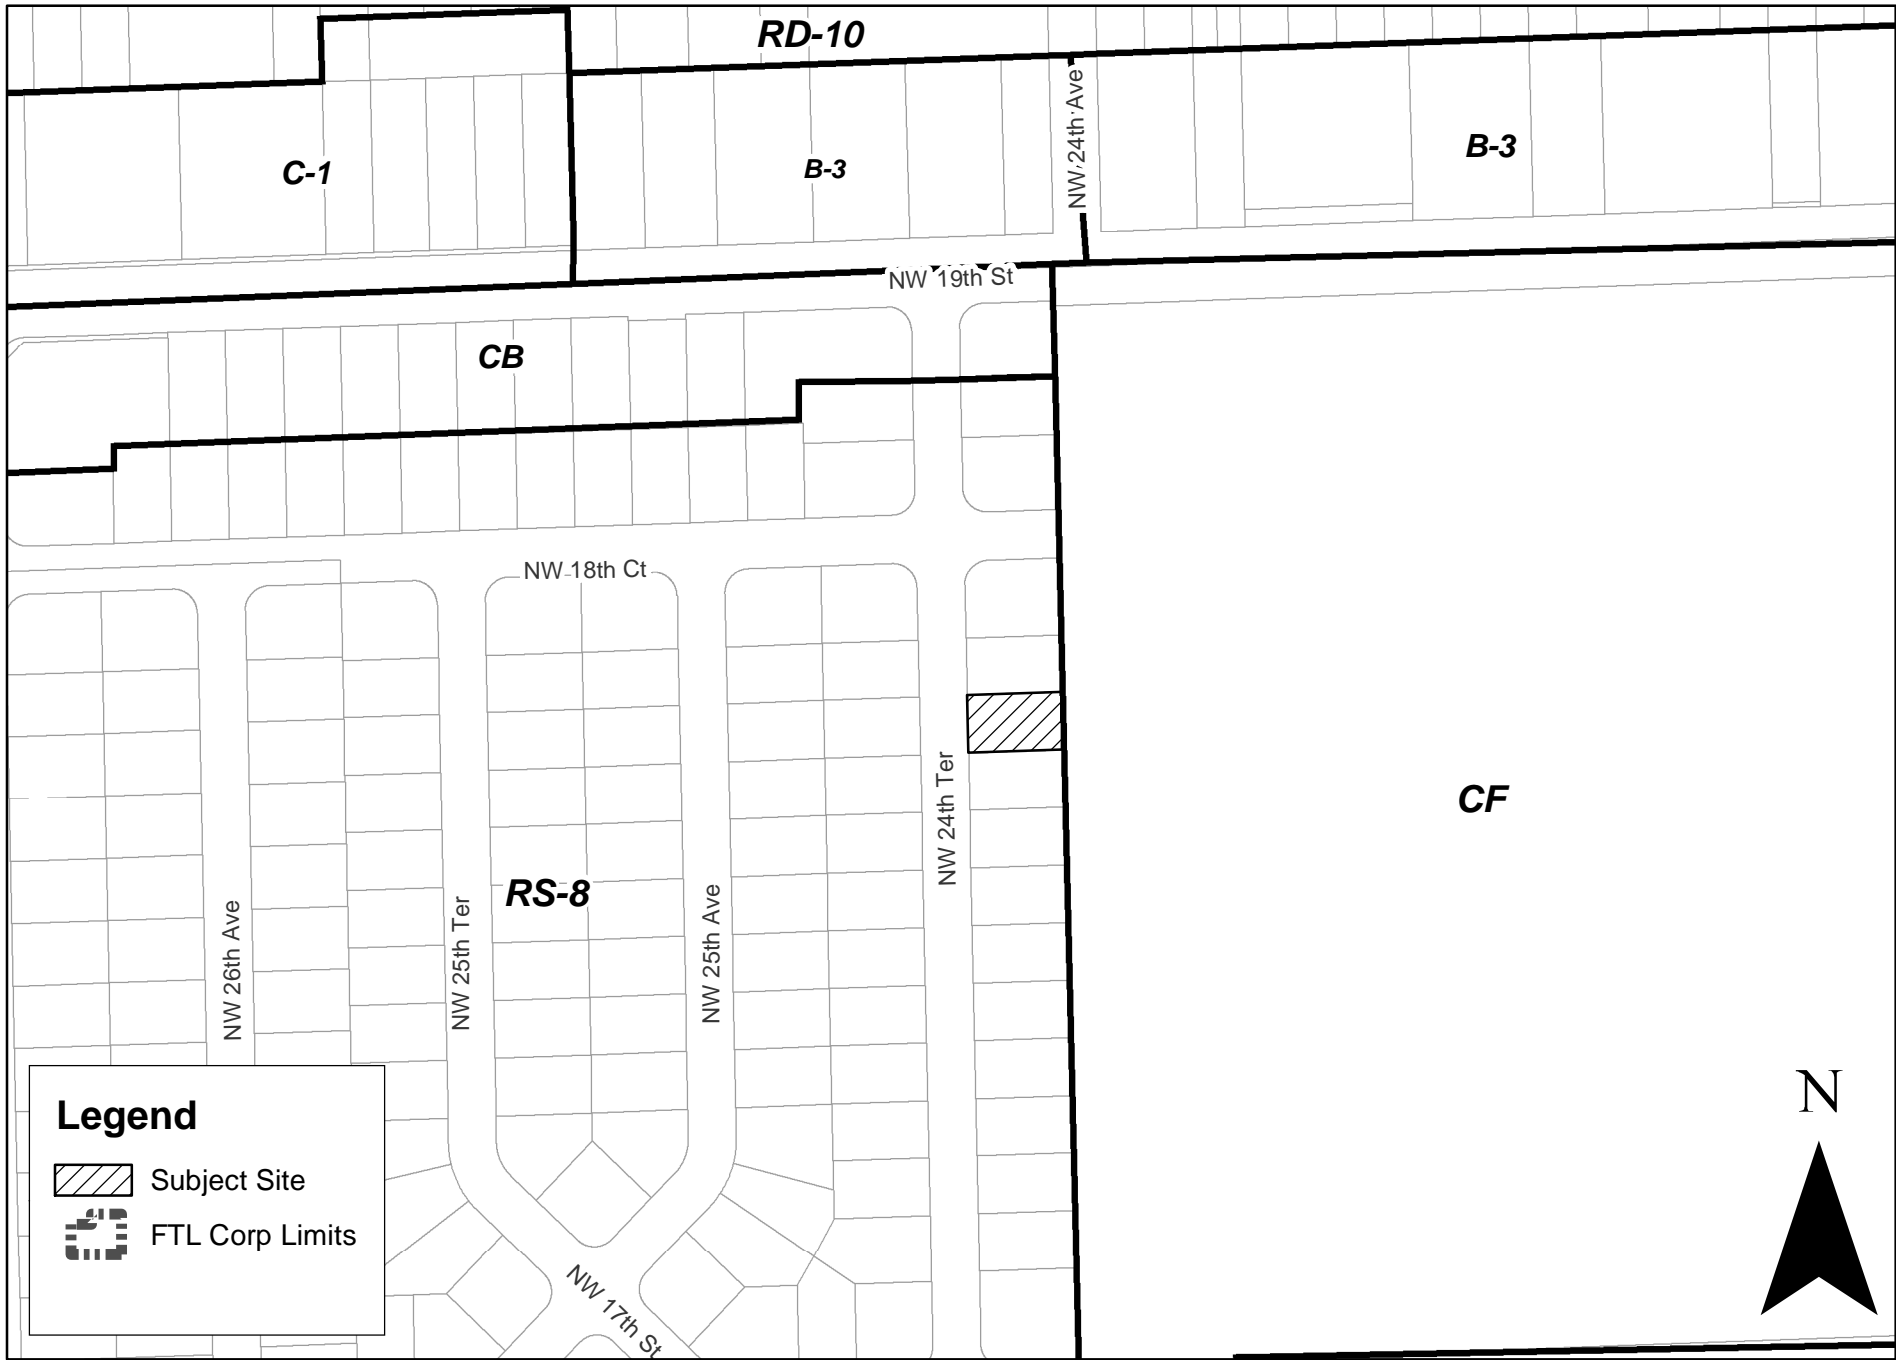 RD-10
NW 24th Ave
C-1
B-3
B-3
NW 19th St
CB
NW 18th Ct
NW 24th Ter
CF
RS-8
NW 26th Ave
NW 25th Ter
NW 25th Ave
N
Legend
Subject Site
FTL Corp Limits
NW 17th St